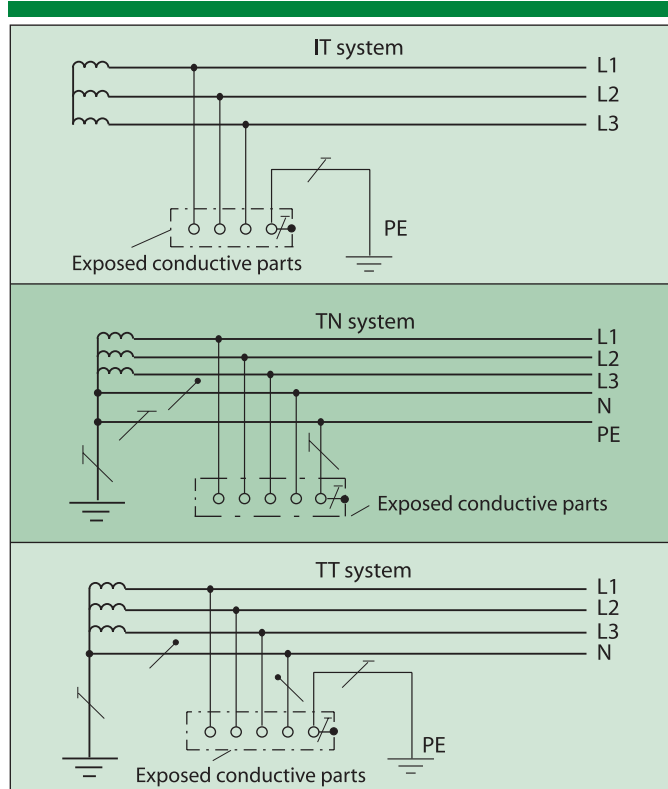 IT system
L1
L2
L3
PE
Exposed conductive parts
TN system
L1
L2
L3
N
PE
Exposed conductive parts
TT system
L1
L2
L3
N
PE
Exposed conductive parts